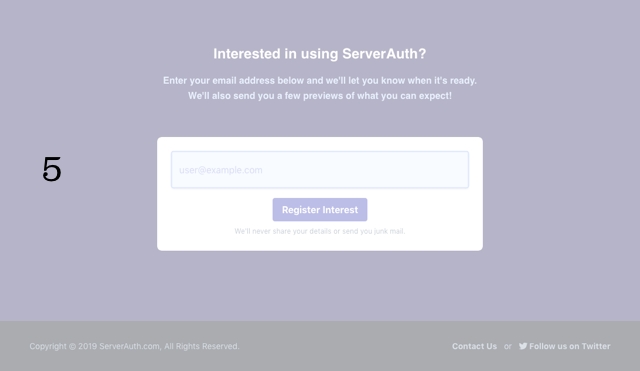 Interested in using ServerAuth?
Enter your email address below and we'll let you know when it's ready.
We'll also send you a few previews of what you can expect!
5
user@example.com
Register Interest
We'll never share your details or send you junk mail.
Copyright © 2019 ServerAuth.com, All Rights Reserved.
Contact Us or Follow us on Twitter